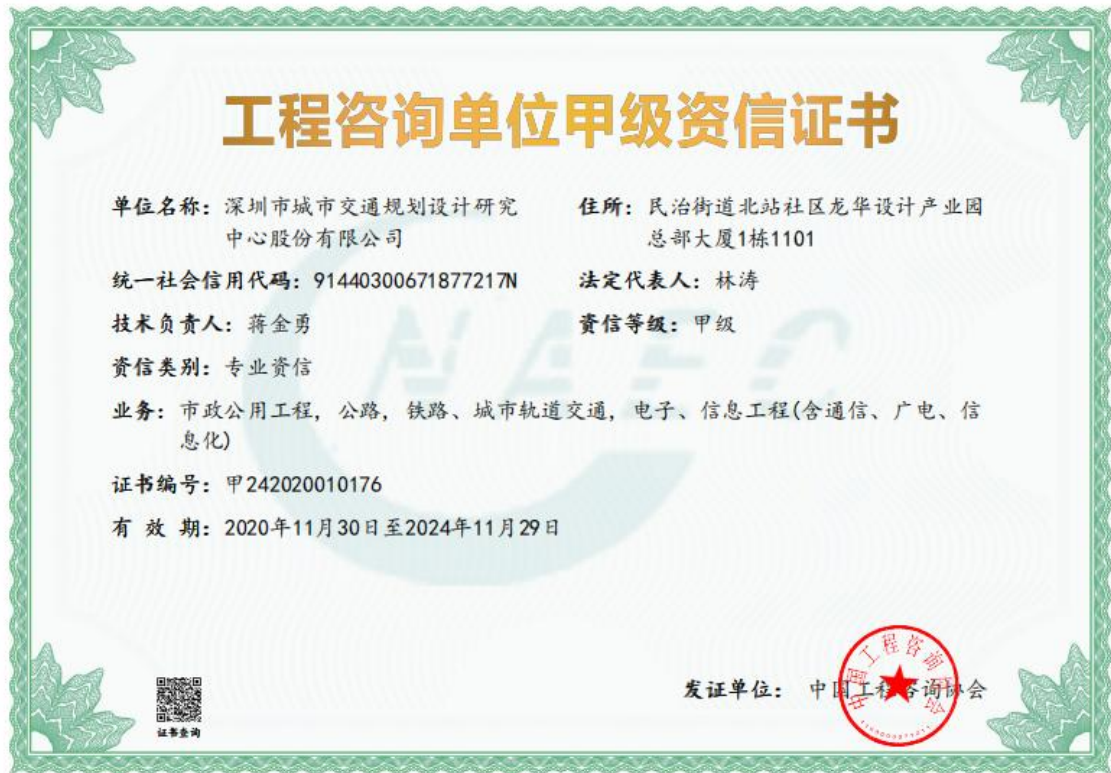 工程咨询单位甲级资信证书
单位名称：深圳市城市交通规划设计研究
中心股份有限公司
住所：民治街道北站社区龙华设计产业园
总部大厦1栋1101
统一社会信用代码：91440300671877217N
法定代表人：林涛
技术负责人：蒋金勇
资信等级：甲级
资信类别：专业资信
业务：市政公用工程，公路，铁路、城市轨道交通，电子、信息工程(含通信、广电、信
息化)
证书编号：甲242020010176
有 效 期：2020年11月30日至2024年11月29日
CNAEC
发证单位：中国工程咨询协会
中国工程咨询协会
证书查询